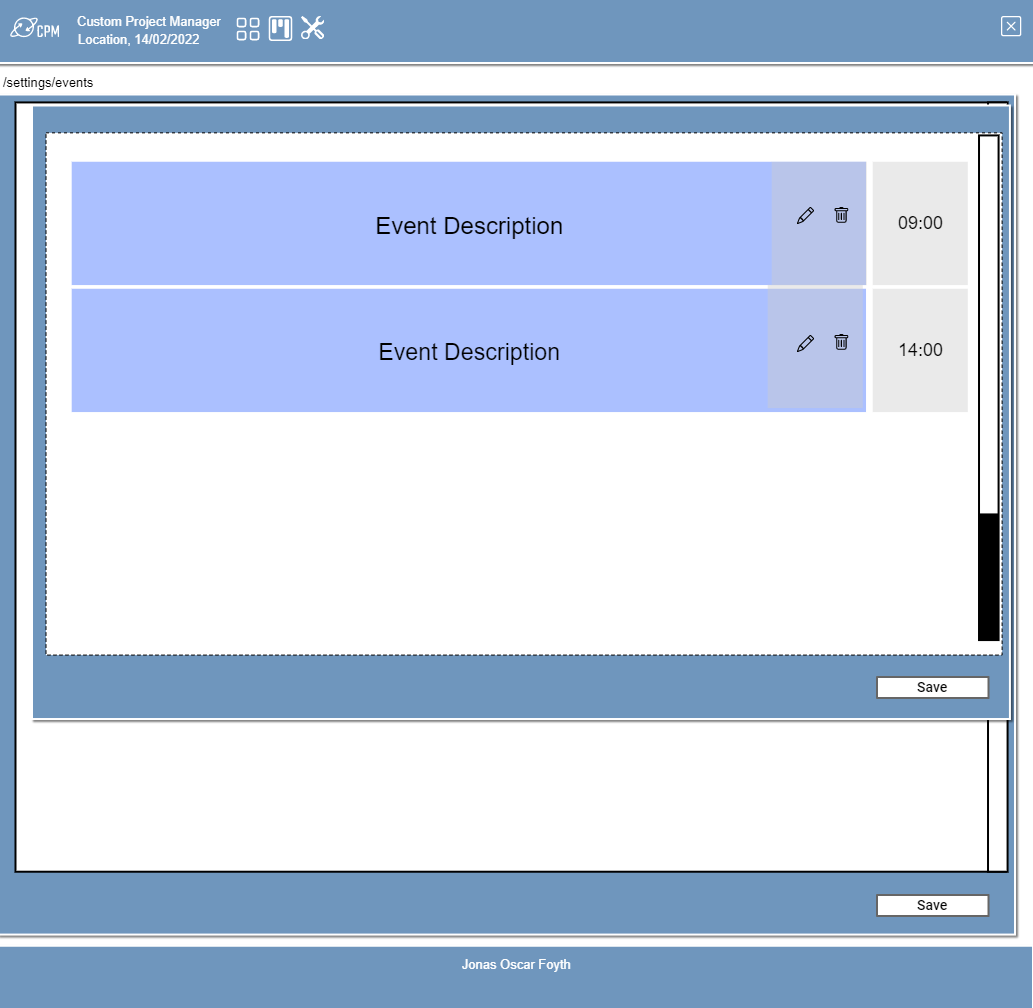 CPM
Custom Project Manager
Location, 14/02/2022
/settings/events
Event Description
09:00
Event Description
14:00
Save
Save
Jonas Oscar Foyth